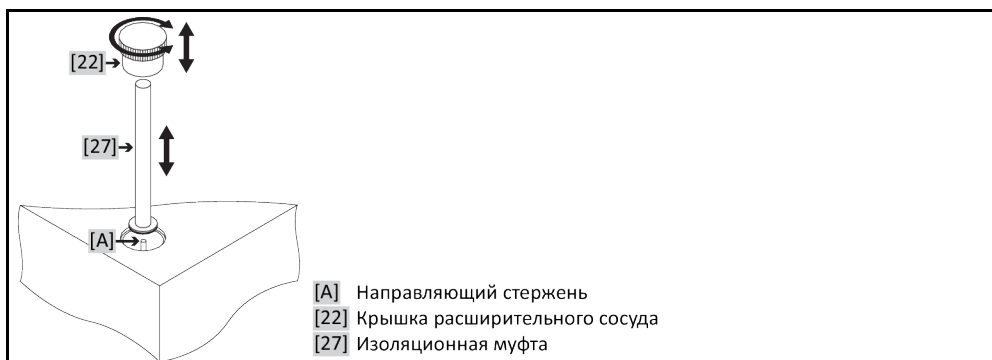 [22]
[27]
[A]
[A] Направляющий стержень
[22] Крышка расширительного сосуда
[27] Изоляционная муфта